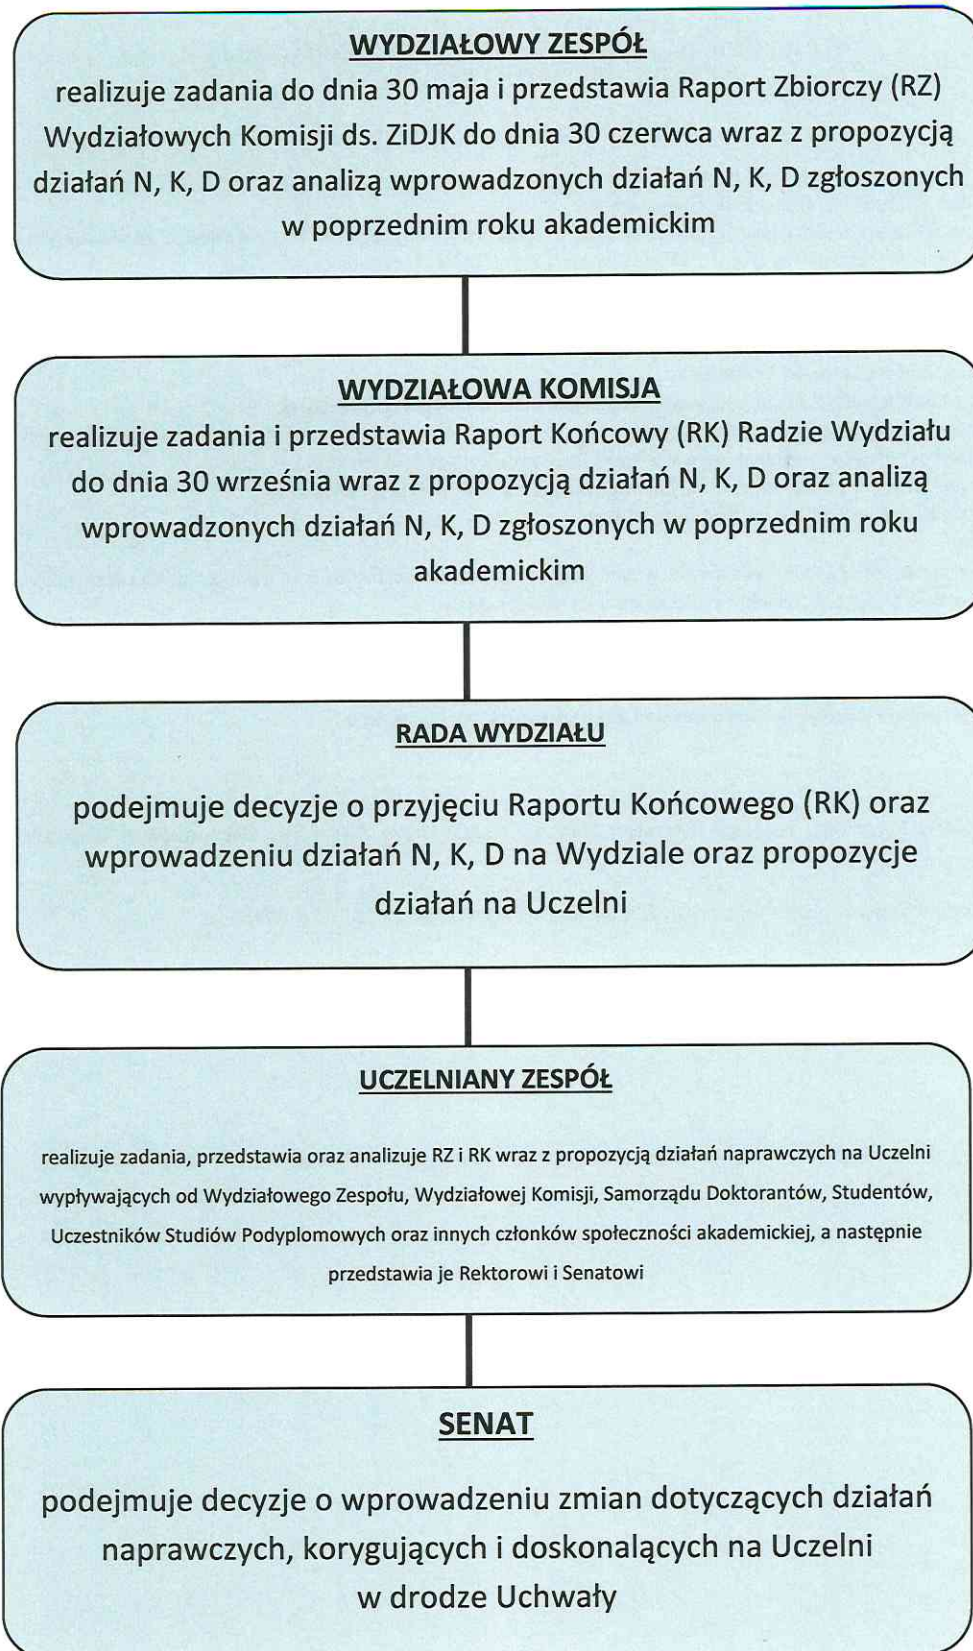 WYDZIAŁOWY ZESPÓŁ
realizuje zadania do dnia 30 maja i przedstawia Raport Zbiorczy (RZ)
Wydziałowych Komisji ds. ZiDJK do dnia 30 czerwca wraz z propozycją
działań N, K, D oraz analizą wprowadzonych działań N, K, D zgłoszonych
w poprzednim roku akademickim
WYDZIAŁOWA KOMISJA
realizuje zadania i przedstawia Raport Końcowy (RK) Radzie Wydziału
do dnia 30 września wraz z propozycją działań N, K, D oraz analizą
wprowadzonych działań N, K, D zgłoszonych w poprzednim roku
akademickim
RADA WYDZIAŁU
podejmuje decyzje o przyjęciu Raportu Końcowego (RK) oraz
wprowadzeniu działań N, K, D na Wydziale oraz propozycje
działań na Uczelni
UCZELNIANY ZESPÓŁ
realizuje zadania, przedstawia oraz analizuje RZ i RK wraz z propozycją działań naprawczych na Uczelni
wypływających od Wydziałowego Zespołu, Wydziałowej Komisji, Samorządu Doktorantów, Studentów,
Uczestników Studiów Podyplomowych oraz innych członków społeczności akademickiej, a następnie
przedstawia je Rektorowi i Senatowi
SENAT
podejmuje decyzje o wprowadzeniu zmian dotyczących działań
naprawczych, korygujących i doskonalących na Uczelni
w drodze Uchwały